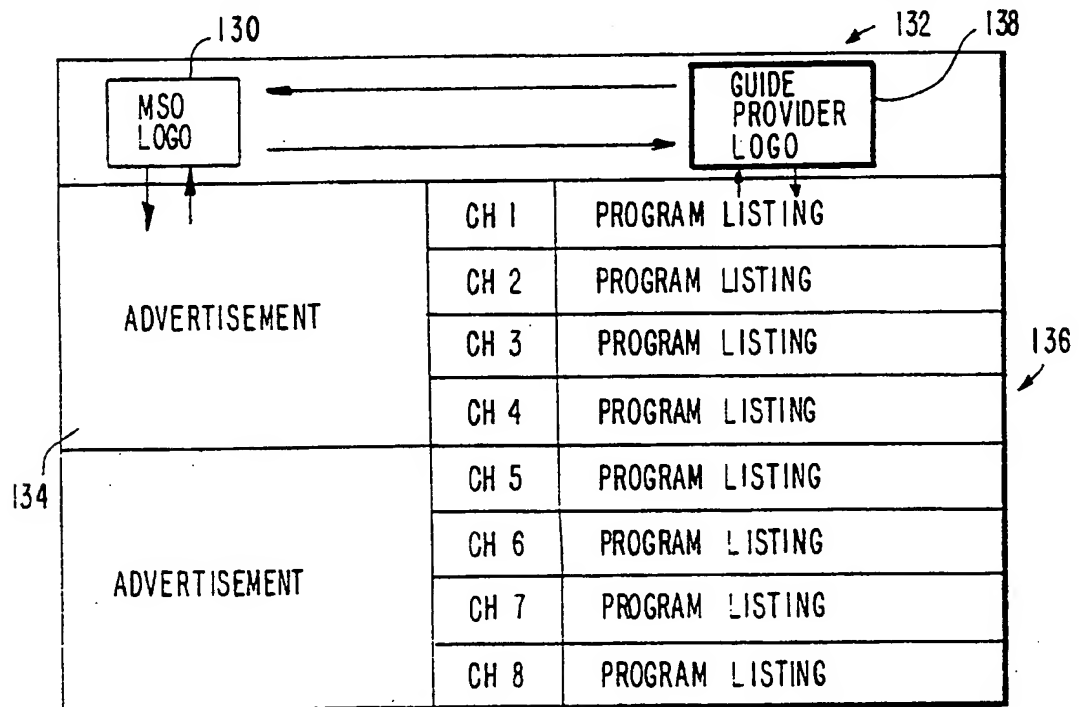 130
132
138
MSO
LOGO
GUIDE
PROVIDER
LOGO
CH 1 PROGRAM LISTING
CH 2 PROGRAM LISTING
ADVERTISEMENT
CH 3 PROGRAM LISTING
136
CH 4 PROGRAM LISTING
134
CH 5 PROGRAM LISTING
CH 6 PROGRAM LISTING
ADVERTISEMENT
CH 7 PROGRAM LISTING
CH 8 PROGRAM LISTING